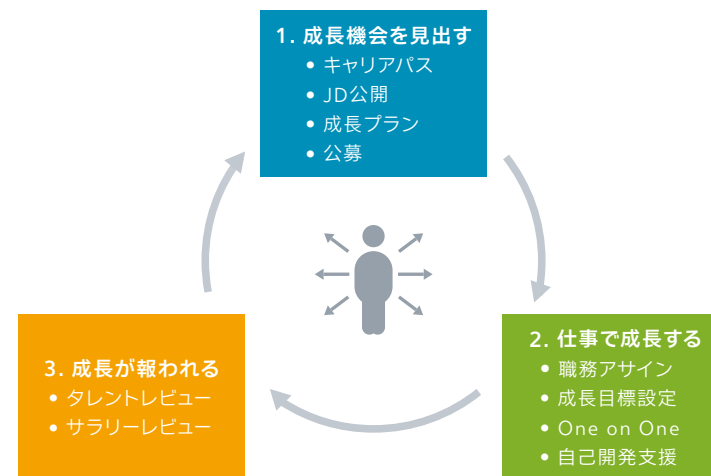 1. 成長機会を見出す
• キャリアパス
• JD公開
• 成長プラン
• 公募
2. 仕事で成長する
• 職務アサイン
• 成長目標設定
• One on One
• 自己開発支援
3. 成長が報われる
• タレントレビュー
• サラリーレビュー